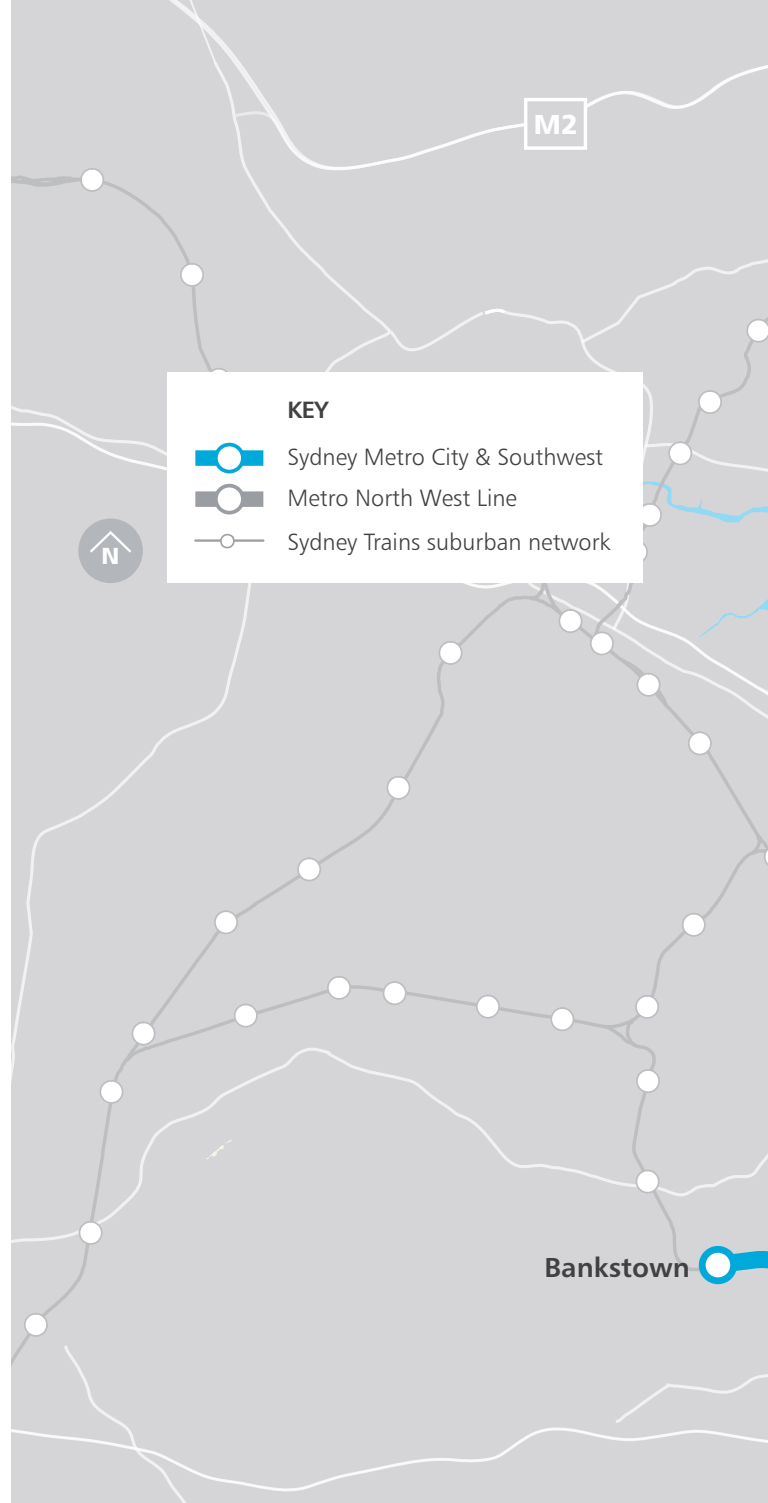 M2
KEY
Sydney Metro City & Southwest
Metro North West Line
Sydney Trains suburban network
N
Bankstown